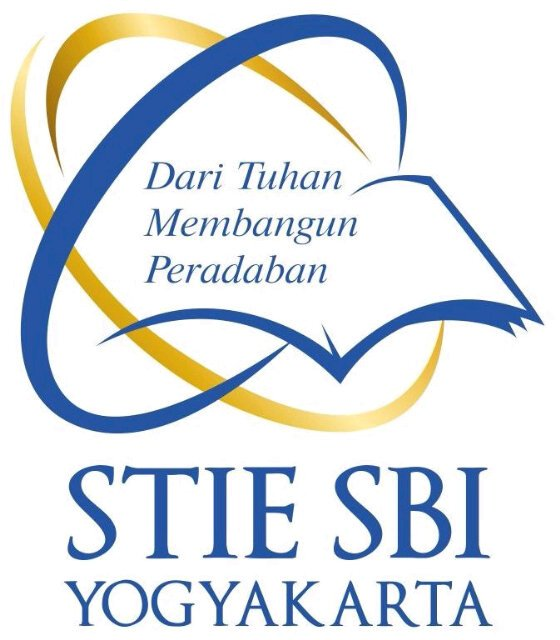 Dari Tuhan
Membangun
Peradaban
STIE SBI
YOGYAKARTA